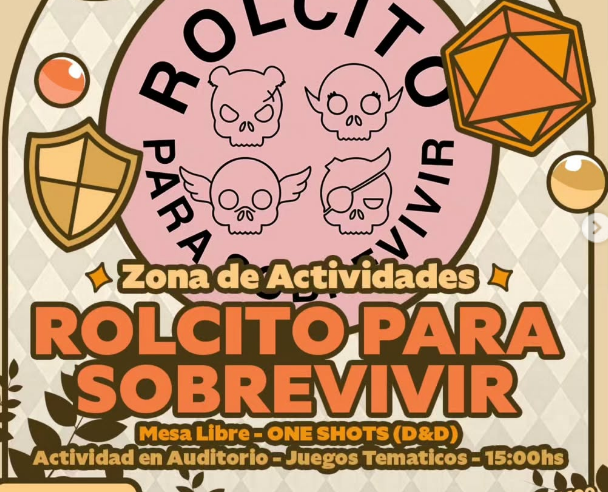 ROLCITO
PARA SOBREVIVIR
Zona de Actividades
ROLCITO PARA
SOBREVIVIR
Mesa Libre - ONE SHOTS (D&D)
Actividad en Auditorio - Juegos Tematicos - 15:00hs